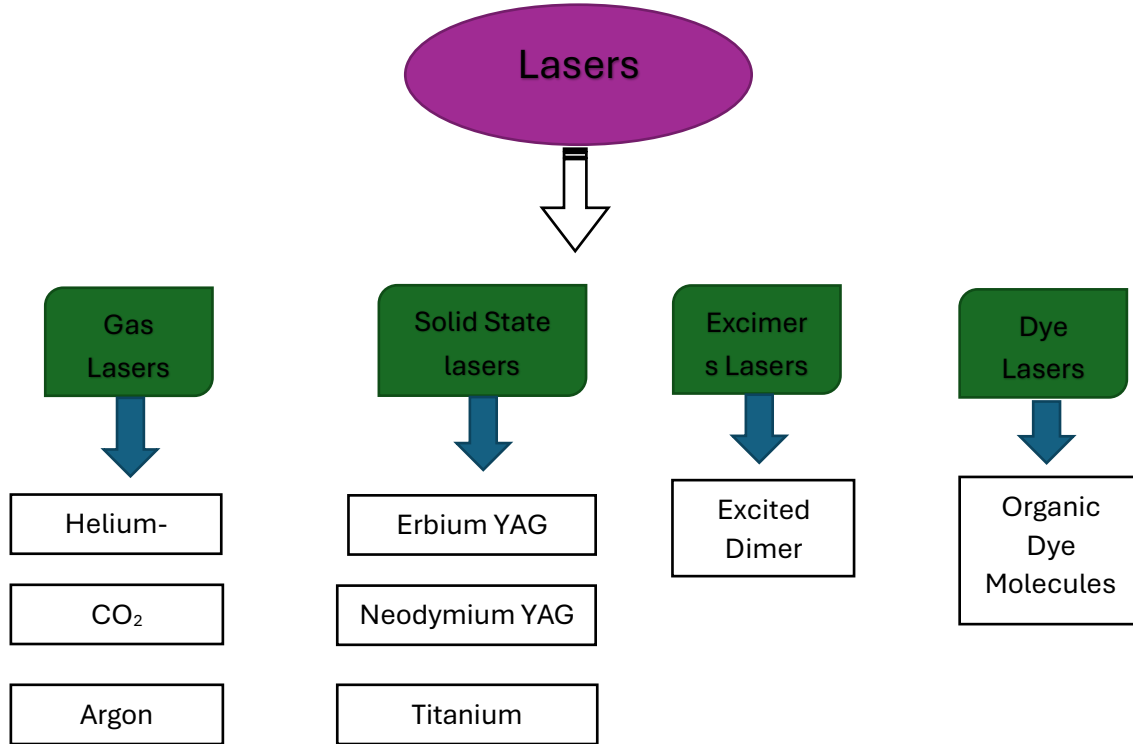 Lasers
Gas
Lasers
Solid State
lasers
Excimer
s Lasers
Dye
Lasers
Helium-
CO₂
Argon
Erbium YAG
Neodymium YAG
Titanium
Excited
Dimer
Organic
Dye
Molecules